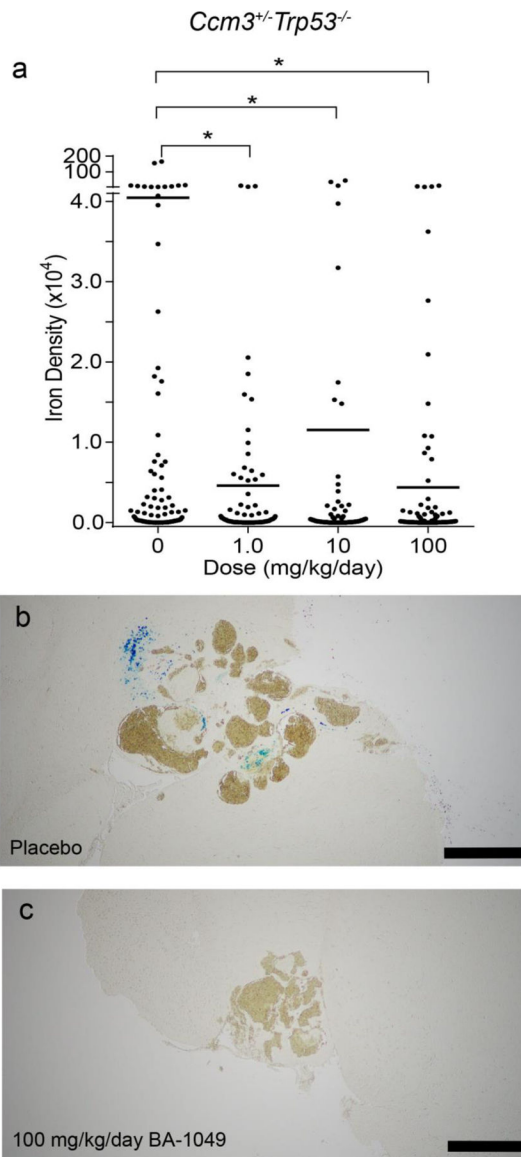 Ccm3+/-Trp53-/-
a
*
*
*
200
100
4.0
3.0
2.0
1.0
0.0
Iron Density (x10⁴)
0 1.0 10 100
Dose (mg/kg/day)
b
Placebo
c
100 mg/kg/day BA-1049